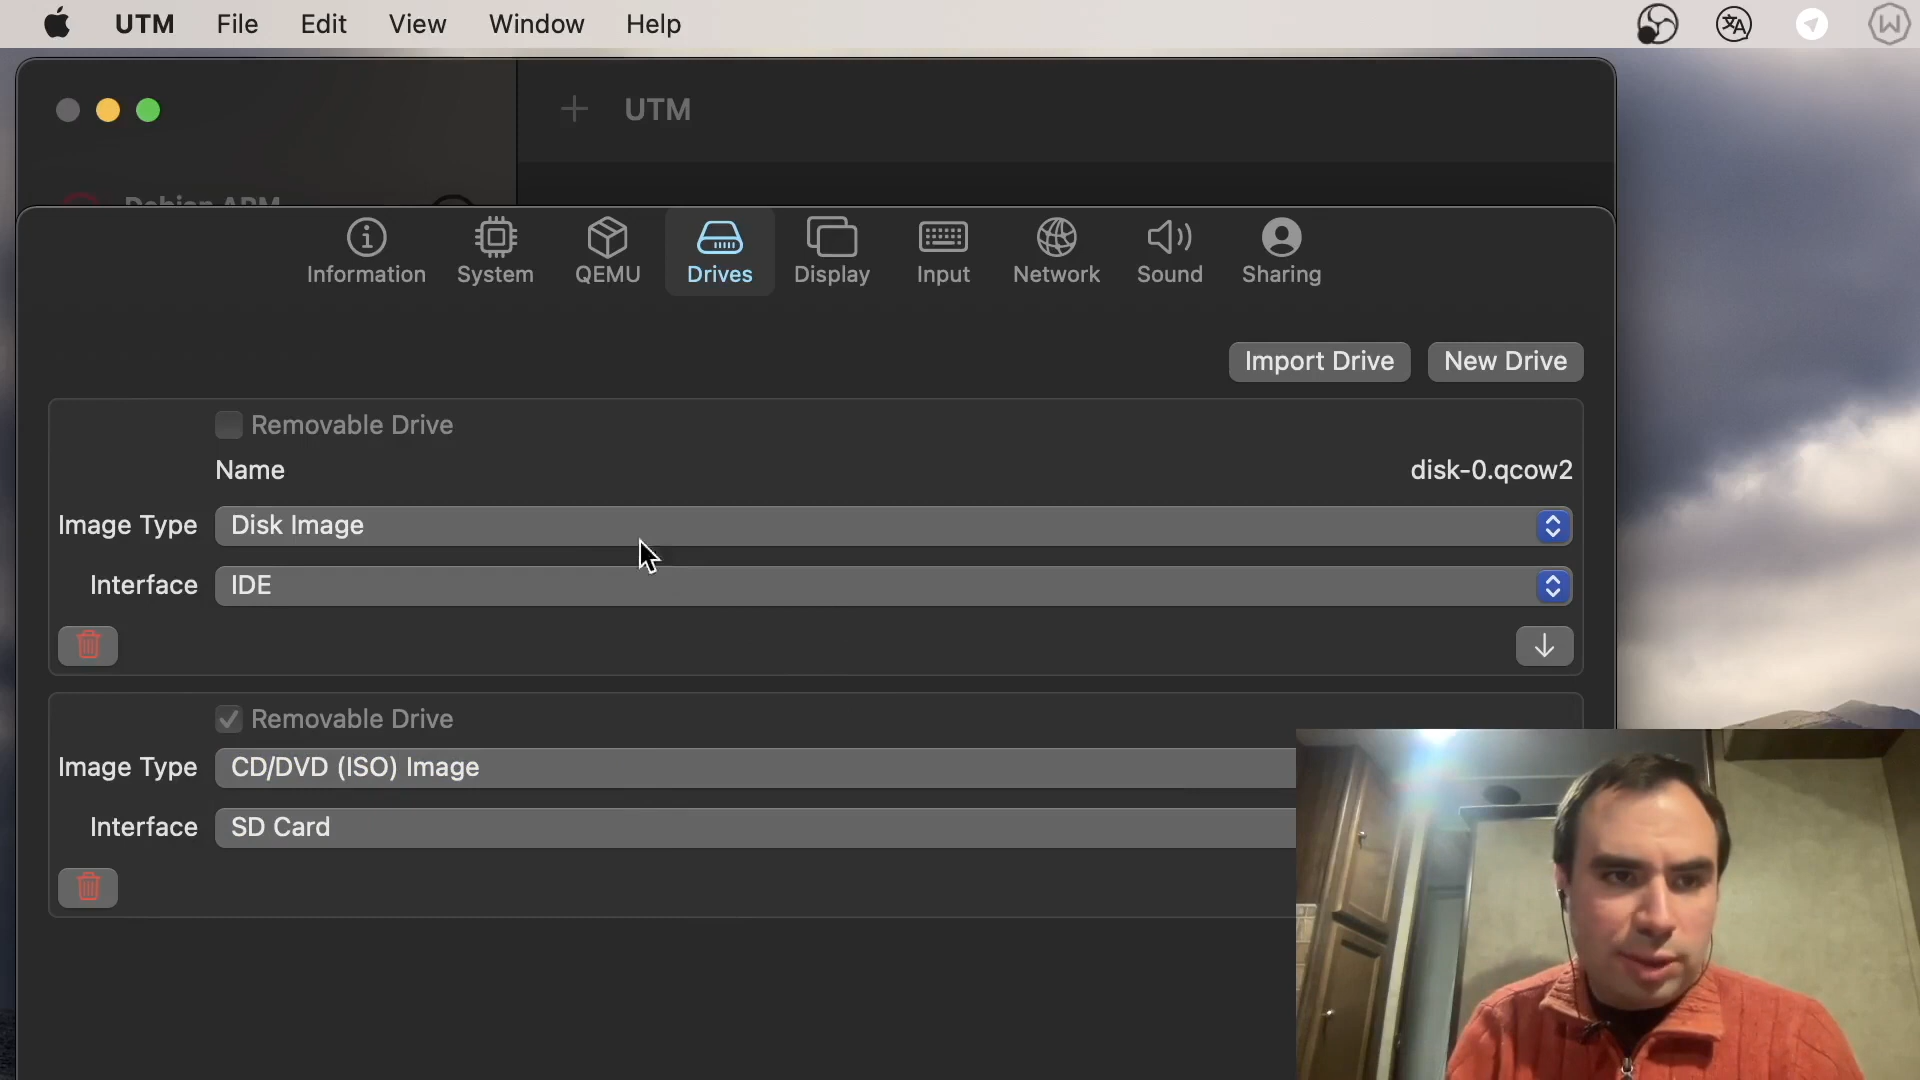 UTM File Edit View Window Help
UTM
Debian ARM
Information System QEMU Drives Display Input Network Sound Sharing
Import Drive New Drive
Removable Drive
Name disk-0.qcow2
Image Type Disk Image
Interface IDE
Removable Drive
Image Type CD/DVD (ISO) Image
Interface SD Card